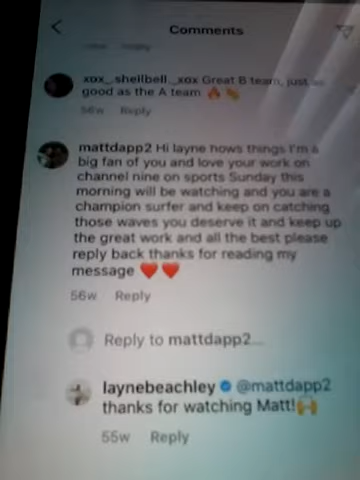 Comments
xox_.shellbell._xox Great B team, just as
good as the A team 🔥
56w Reply
mattdapp2 Hi layne hows things I'm a
big fan of you and love your work on
channel nine on sports Sunday this
morning will be watching and you are a
champion surfer and keep on catching
those waves you deserve it and keep up
the great work and all the best please
reply back thanks for reading my
message ❤️❤️
56w Reply
Reply to mattdapp2...
laynebeachley @mattdapp2
thanks for watching Matt!🙌
55w Reply